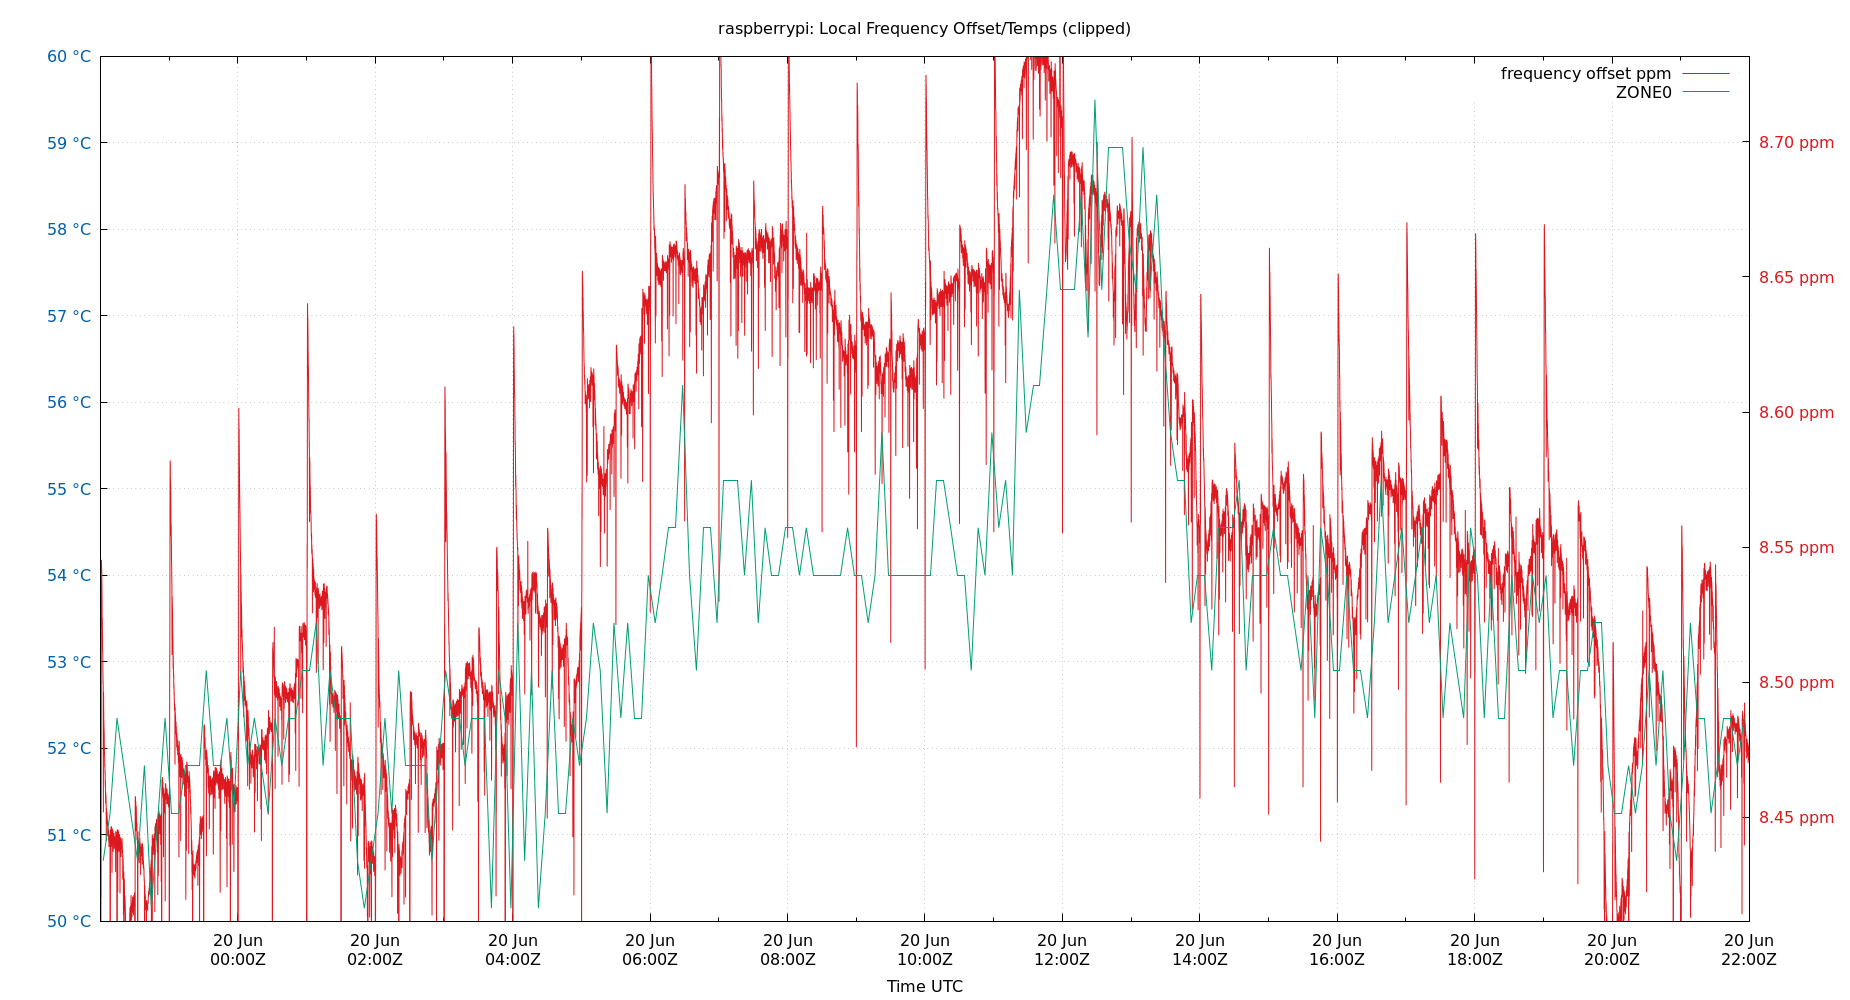 raspberrypi: Local Frequency Offset/Temps (clipped)
frequency offset ppm
ZONE0
60 °C
59 °C
58 °C
57 °C
56 °C
55 °C
54 °C
53 °C
52 °C
51 °C
50 °C
8.70 ppm
8.65 ppm
8.60 ppm
8.55 ppm
8.50 ppm
8.45 ppm
20 Jun 20 Jun 20 Jun 20 Jun 20 Jun 20 Jun 20 Jun 20 Jun 20 Jun 20 Jun 20 Jun 20 Jun
00:00Z 02:00Z 04:00Z 06:00Z 08:00Z 10:00Z 12:00Z 14:00Z 16:00Z 18:00Z 20:00Z 22:00Z
Time UTC